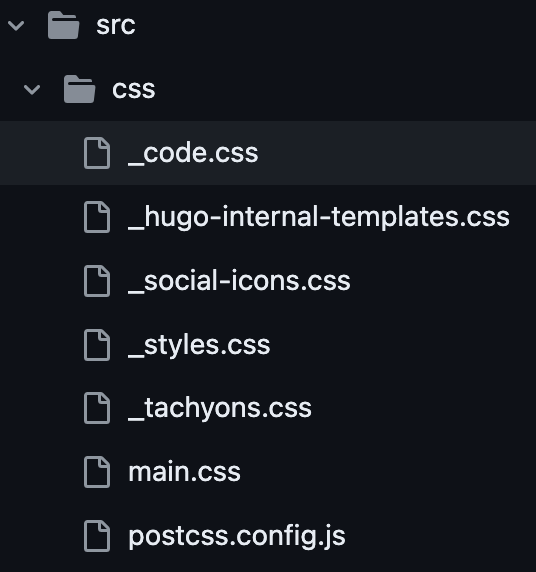 src
css
_code.css
_hugo-internal-templates.css
_social-icons.css
_styles.css
_tachyons.css
main.css
postcss.config.js